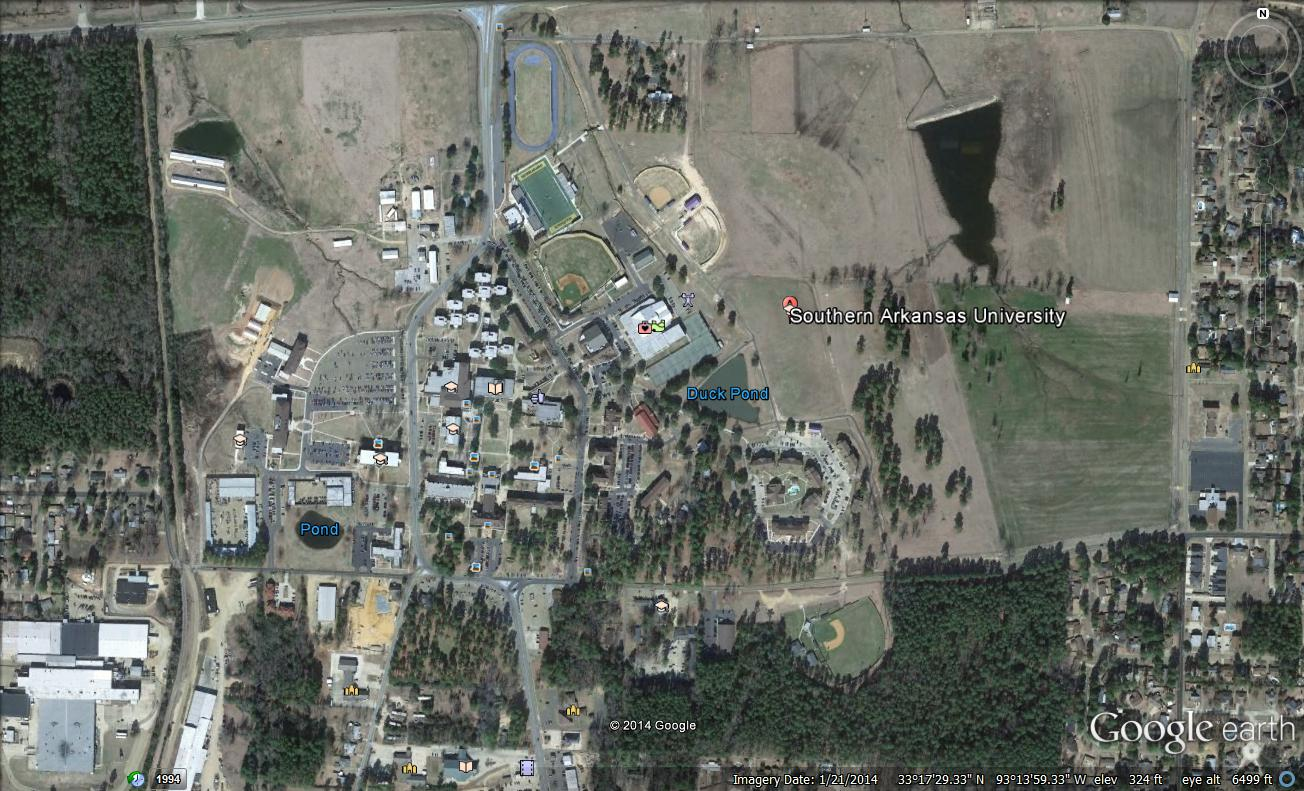 N
A
Southern Arkansas University
Duck Pond
Pond
© 2014 Google
Google earth
1994
Imagery Date: 1/21/2014 33°17'29.33" N 93°13'59.33" W elev 324 ft eye alt 6499 ft